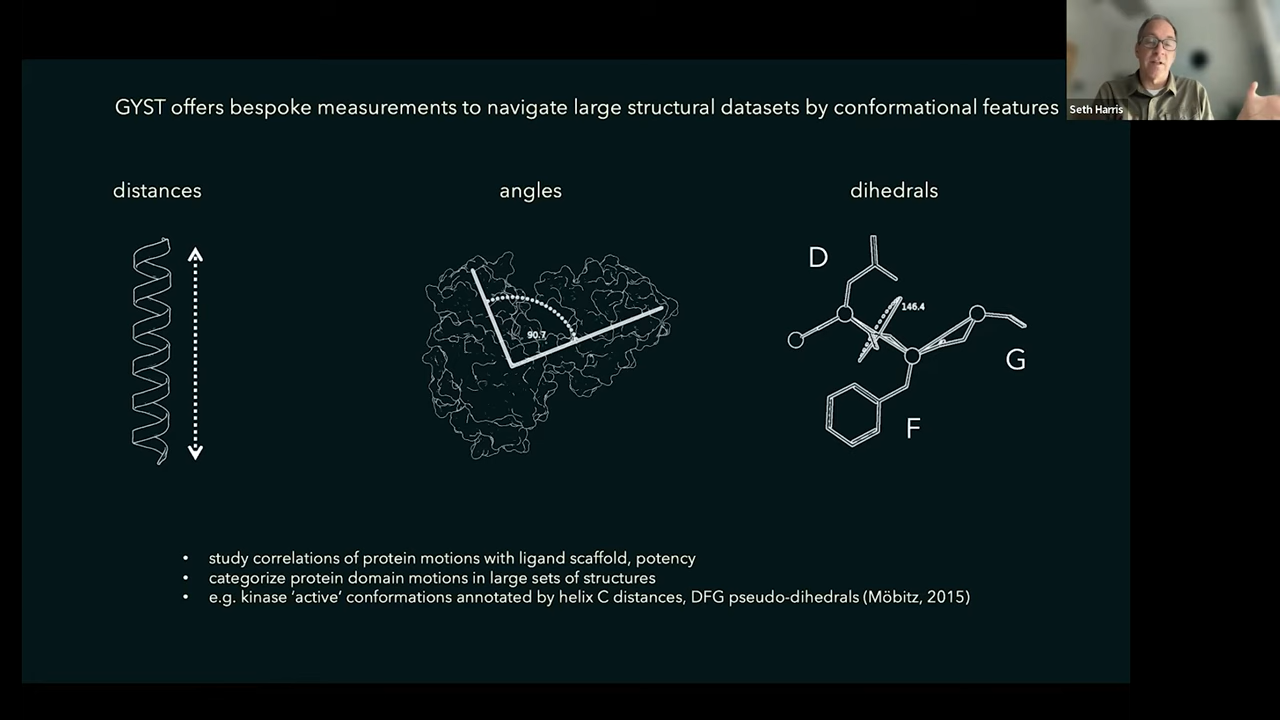 GYST offers bespoke measurements to navigate large structural datasets by conformational features
Seth Harris
distances
angles
dihedrals
90.7
D
146.4
G
F
• study correlations of protein motions with ligand scaffold, potency
• categorize protein domain motions in large sets of structures
• e.g. kinase ‘active’ conformations annotated by helix C distances, DFG pseudo-dihedrals (Möbitz, 2015)